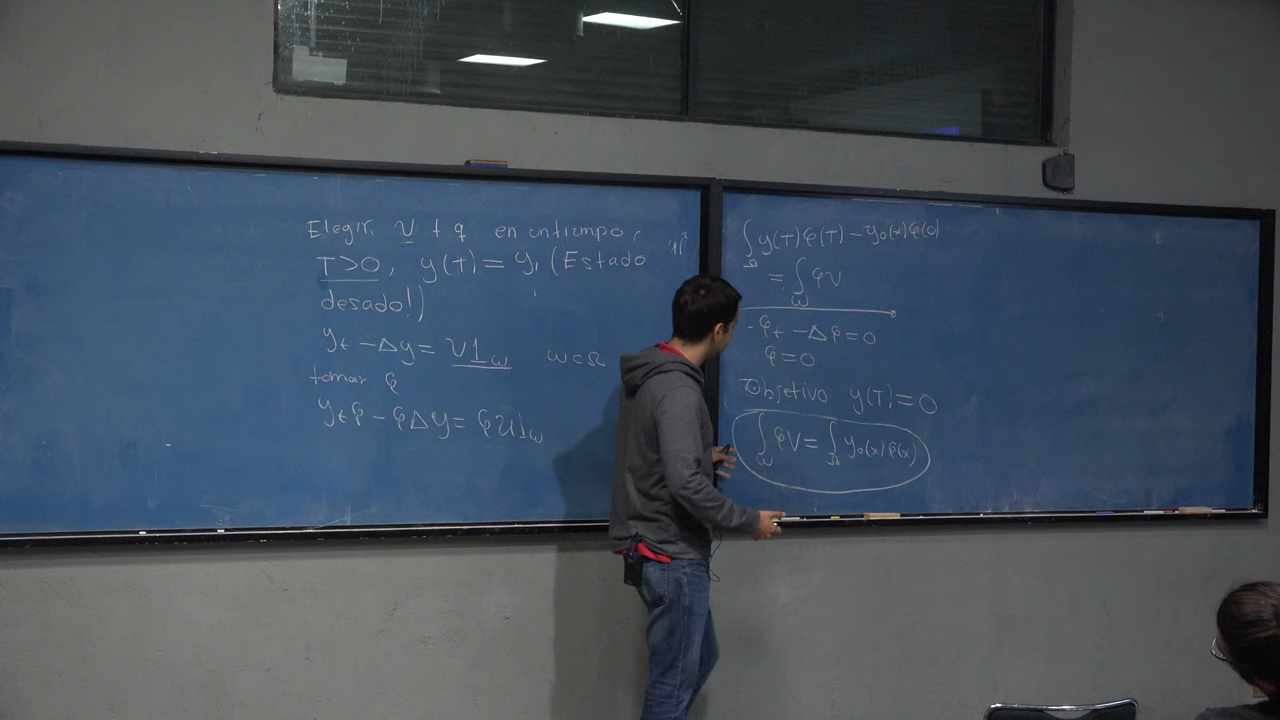 Elegir v t q en un tiempo
T>0, y(T) = y₁ (Estado
desado!)
y_t − Δy = v1_ω ω⊂Ω
tomar φ
y_tφ − φΔy = φv1_ω
∫_Ω y(T)φ(T) − y₀(x)φ(0)
= ∫_ω φv
-φ_t − Δφ = 0
φ = 0
Objetivo y(T) = 0
∫_ω φv = ∫_Ω y₀(x)φ(x)